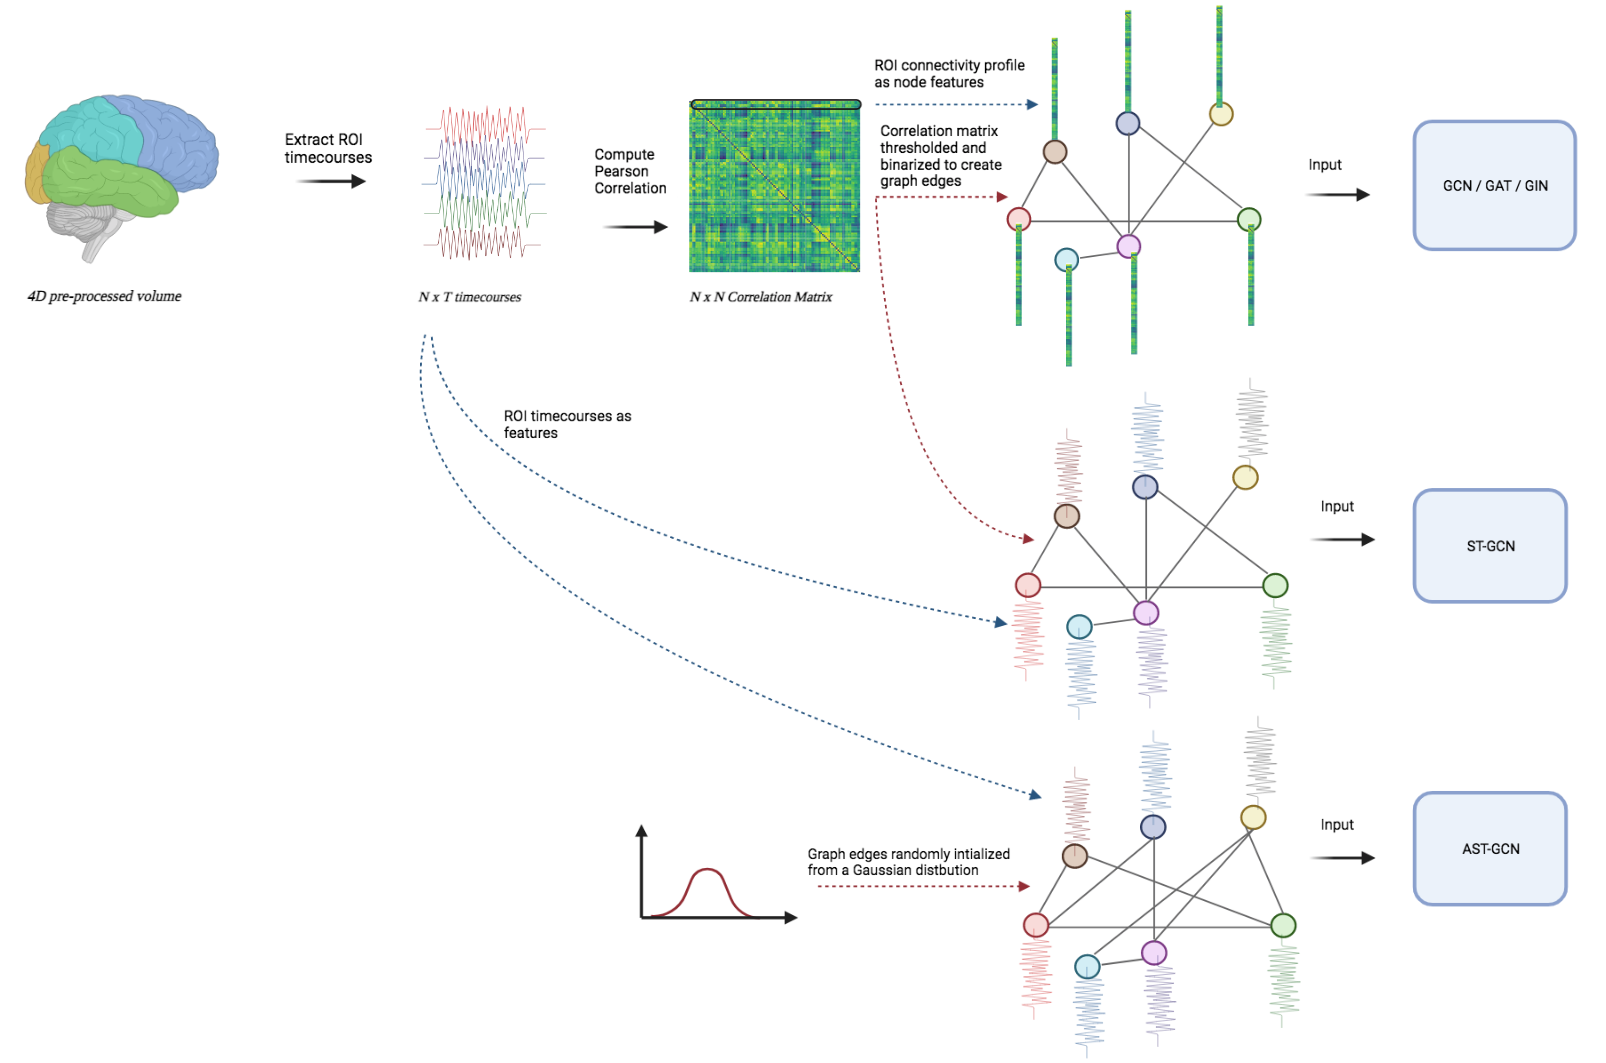 Extract ROI
timecourses
4D pre-processed volume
N x T timecourses
Compute
Pearson
Correlation
N x N Correlation Matrix
ROI connectivity profile
as node features
Correlation matrix
thresholded and
binarized to create
graph edges
Input
GCN / GAT / GIN
ROI timecourses as
features
Input
ST-GCN
Graph edges randomly intialized
from a Gaussian distbution
Input
AST-GCN